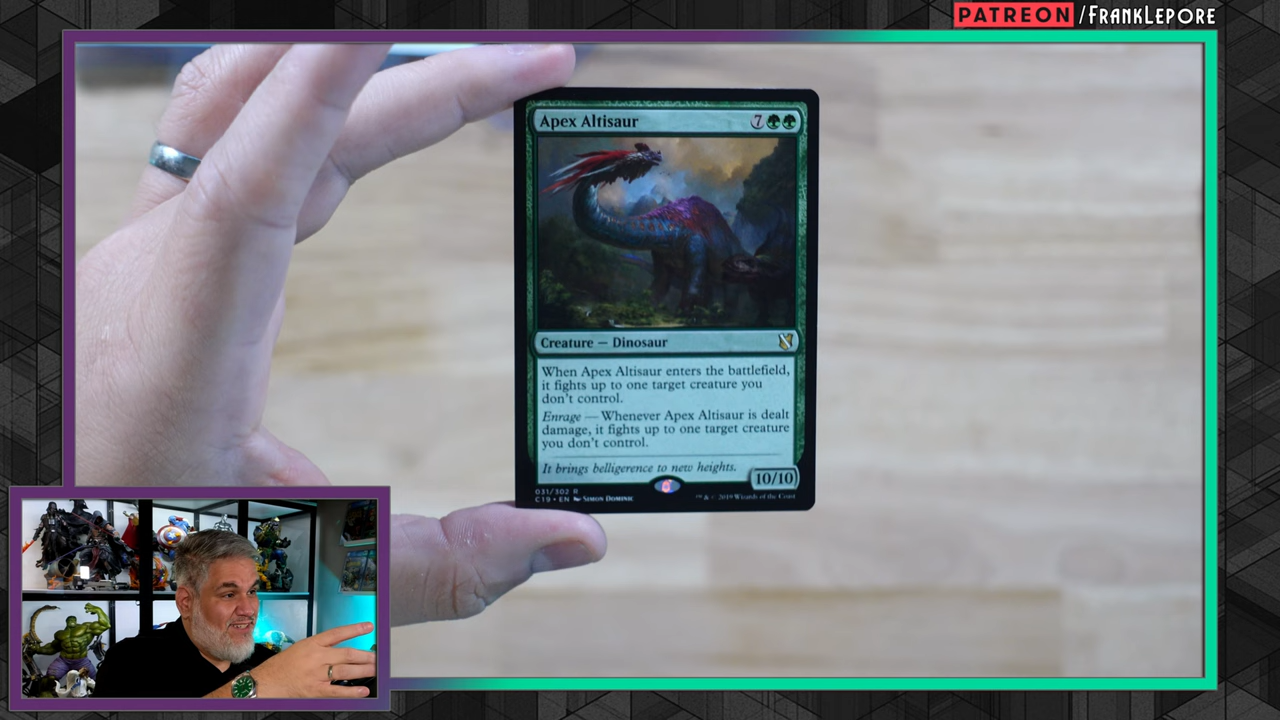 PATREON /FRANKLEPORE
Apex Altisaur 7
Creature — Dinosaur
When Apex Altisaur enters the battlefield,
it fights up to one target creature you
don't control.
Enrage — Whenever Apex Altisaur is dealt
damage, it fights up to one target creature
you don't control.
It brings belligerence to new heights.
10/10
031/302 R
C19 • EN SIMON DOMINIC
™ & © 2019 Wizards of the Coast